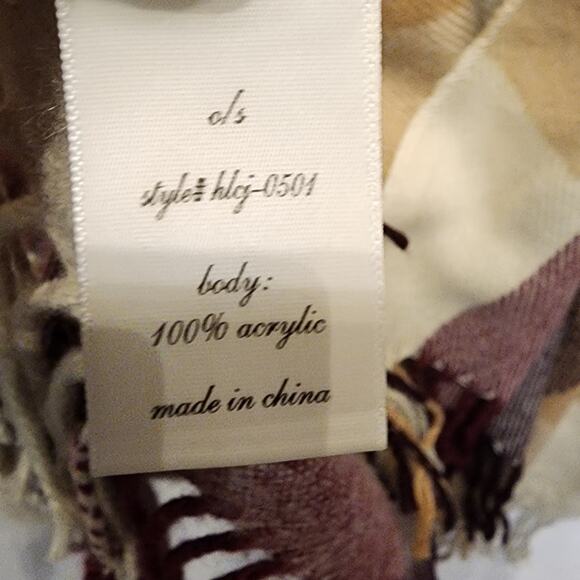 o/s
style# hlcj-0501
body:
100% acrylic
made in china